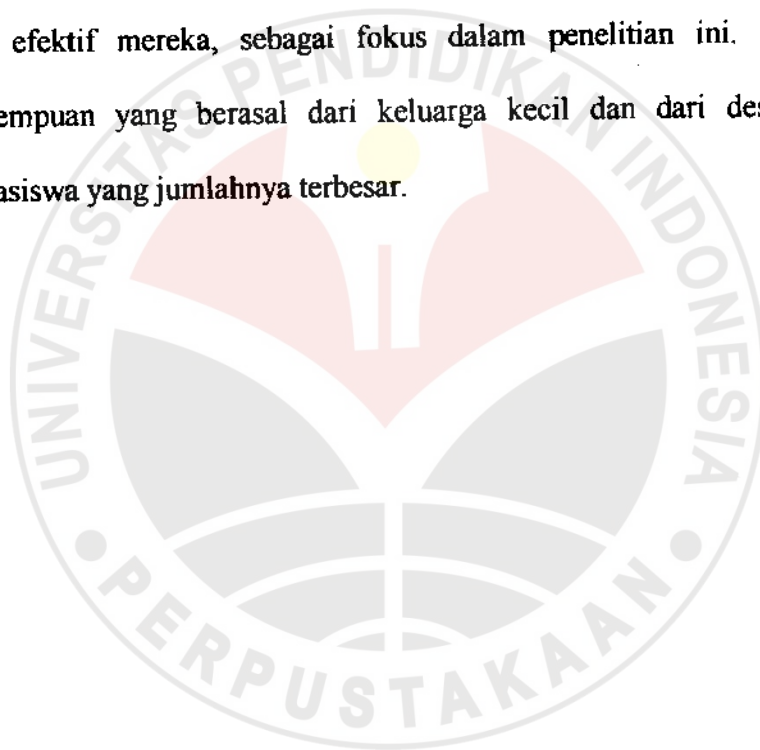 efektif mereka, sebagai fokus dalam penelitian ini.
empuan yang berasal dari keluarga kecil dan dari des
asiswa yang jumlahnya terbesar.
UNIVERSITAS PENDIDIKAN INDONESIA
PERPUSTAKAAN